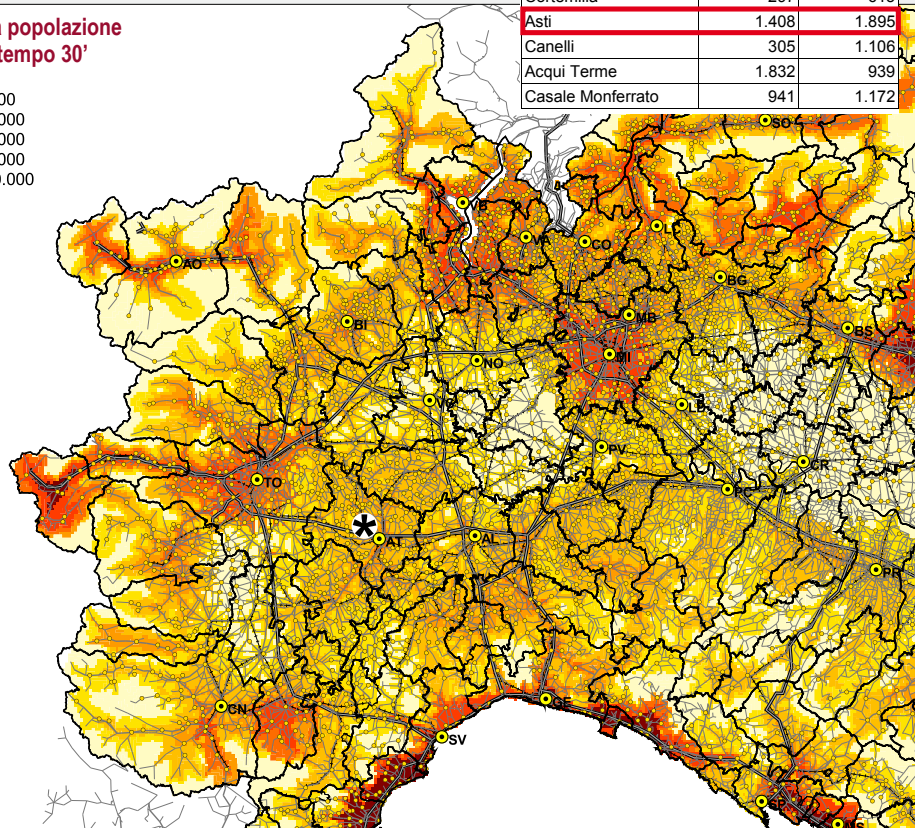 a popolazione
tempo 30’
00
000
000
000
0.000
Asti 1.408 1.895
Canelli 305 1.106
Acqui Terme 1.832 939
Casale Monferrato 941 1.172
SO
VB
VA
CO
LC
AO
BG
BI
MB
BS
MI
NO
VC
LO
PV
CR
TO
PC
*
AT
AL
PR
CN
GE
SV
SP
MS